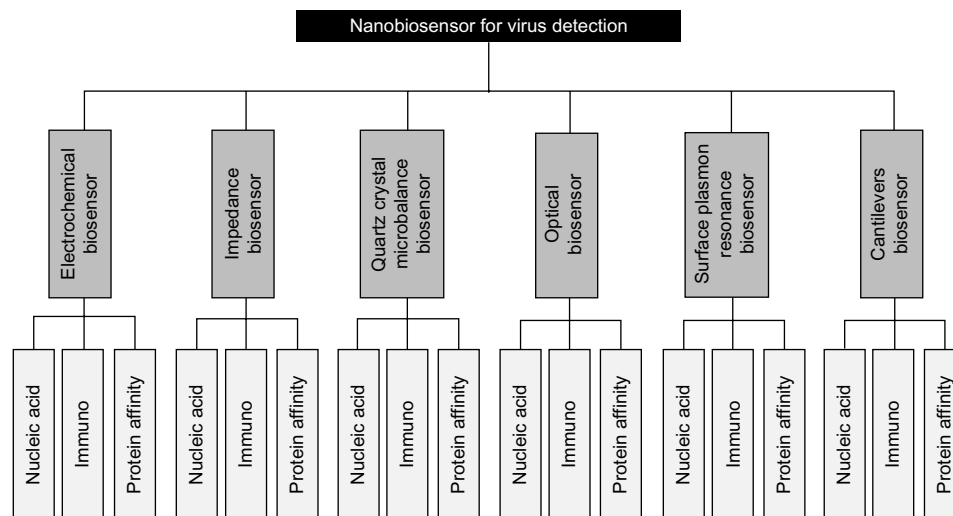 Nanobiosensor for virus detection
Electrochemical
biosensor
Impedance
biosensor
Quartz crystal
microbalance
biosensor
Optical
biosensor
Surface plasmon
resonance
biosensor
Cantilevers
biosensor
Nucleic acid
Immuno
Protein affinity
Nucleic acid
Immuno
Protein affinity
Nucleic acid
Immuno
Protein affinity
Nucleic acid
Immuno
Protein affinity
Nucleic acid
Immuno
Protein affinity
Nucleic acid
Immuno
Protein affinity